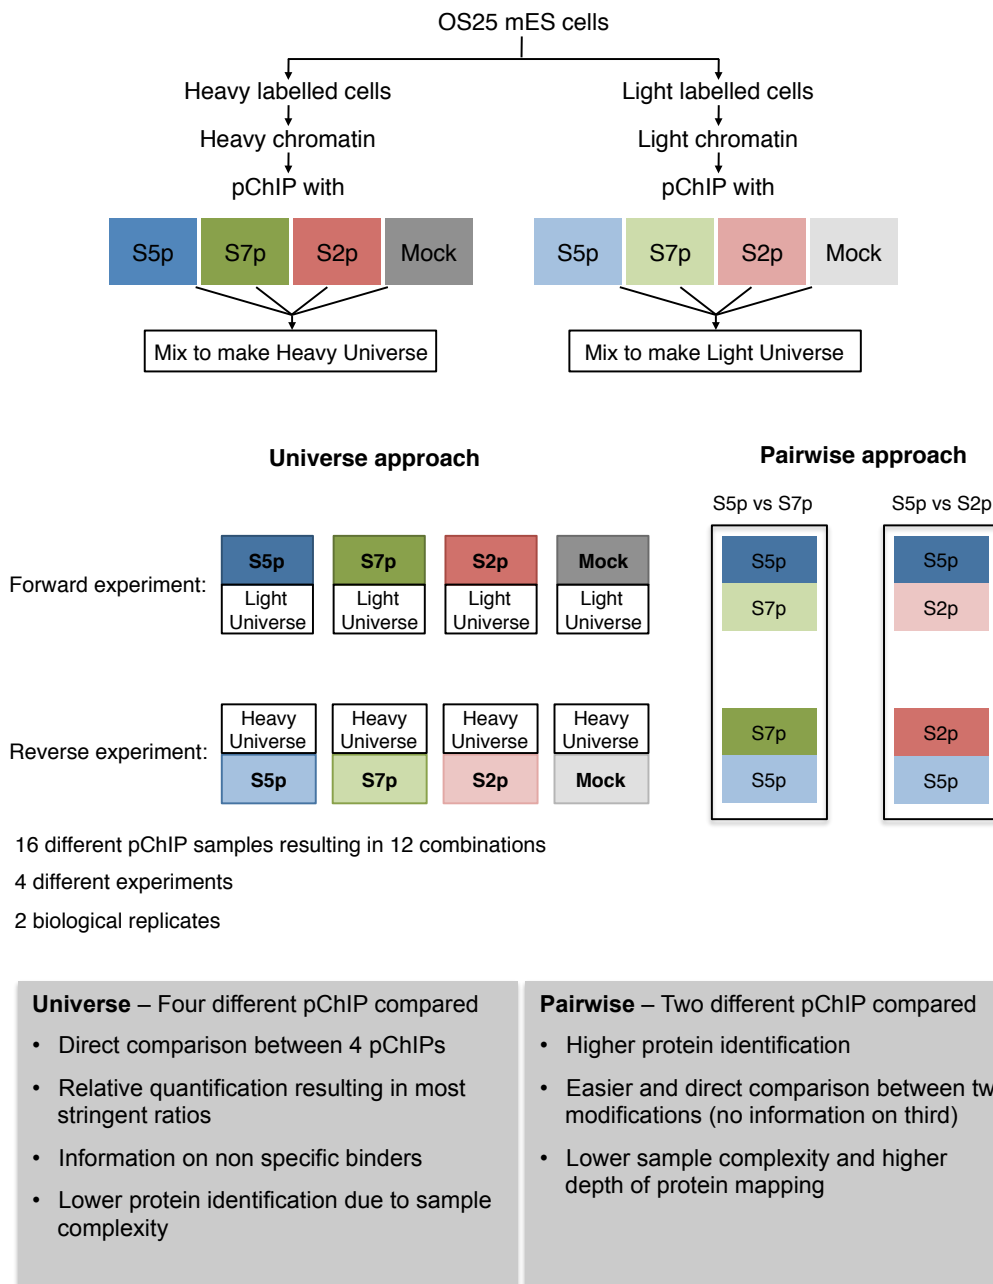 OS25 mES cells
Heavy labelled cells
Light labelled cells
Heavy chromatin
Light chromatin
pChIP with
pChIP with
S5p S7p S2p Mock
S5p S7p S2p Mock
Mix to make Heavy Universe
Mix to make Light Universe
Universe approach
Pairwise approach
S5p vs S7p
S5p vs S2p
Forward experiment:
S5p S7p S2p Mock
Light Light Light Light
Universe Universe Universe Universe
S5p S5p
S7p S2p
Reverse experiment:
Heavy Heavy Heavy Heavy
Universe Universe Universe Universe
S5p S7p S2p Mock
S7p S2p
S5p S5p
16 different pChIP samples resulting in 12 combinations
4 different experiments
2 biological replicates
Universe – Four different pChIP compared
• Direct comparison between 4 pChIPs
• Relative quantification resulting in most
stringent ratios
• Information on non specific binders
• Lower protein identification due to sample
complexity
Pairwise – Two different pChIP compared
• Higher protein identification
• Easier and direct comparison between tw
modifications (no information on third)
• Lower sample complexity and higher
depth of protein mapping